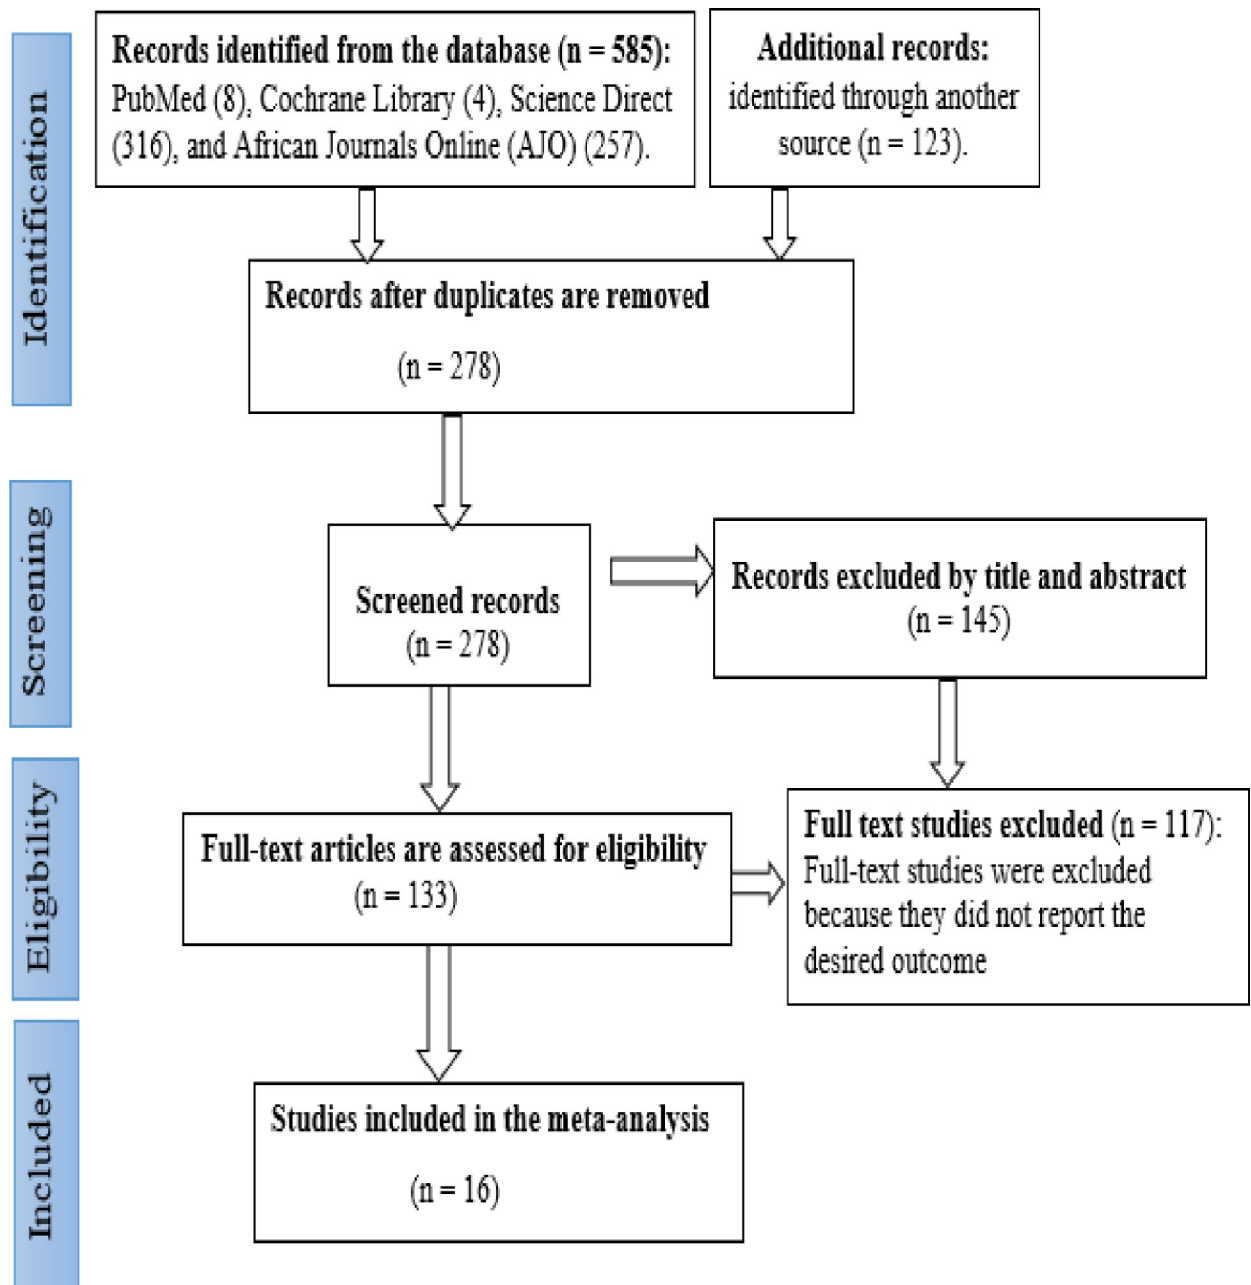 Identification
Records identified from the database (n = 585):
PubMed (8), Cochrane Library (4), Science Direct
(316), and African Journals Online (AJO) (257).
Additional records:
identified through another
source (n = 123).
Records after duplicates are removed
(n = 278)
Screening
Screened records
(n = 278)
Records excluded by title and abstract
(n = 145)
Eligibility
Full-text articles are assessed for eligibility
(n = 133)
Full text studies excluded (n = 117):
Full-text studies were excluded
because they did not report the
desired outcome
Included
Studies included in the meta-analysis
(n = 16)